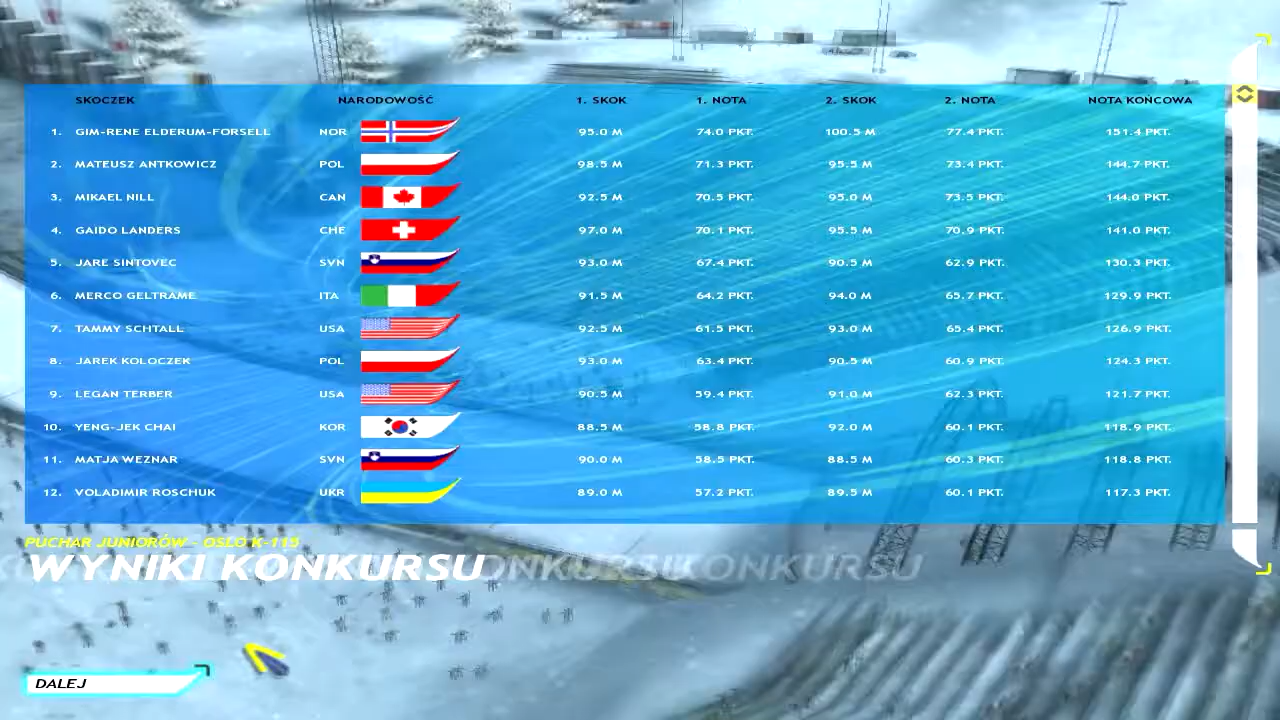 SKOCZEK NARODOWOŚĆ 1. SKOK 1. NOTA 2. SKOK 2. NOTA NOTA KOŃCOWA
1. GIM-RENE ELDERUM-FORSELL NOR 95.0 M 74.0 PKT. 100.5 M 77.4 PKT. 151.4 PKT.
2. MATEUSZ ANTKOWICZ POL 98.5 M 71.3 PKT. 95.5 M 73.4 PKT. 144.7 PKT.
3. MIKAEL NILL CAN 92.5 M 70.5 PKT. 95.0 M 73.5 PKT. 144.0 PKT.
4. GAIDO LANDERS CHE 97.0 M 70.1 PKT. 95.5 M 70.9 PKT. 141.0 PKT.
5. JARE SINTOVEC SVN 93.0 M 67.4 PKT. 90.5 M 62.9 PKT. 130.3 PKT.
6. MERCO GELTRAME ITA 91.5 M 64.2 PKT. 94.0 M 65.7 PKT. 129.9 PKT.
7. TAMMY SCHTALL USA 92.5 M 61.5 PKT. 93.0 M 65.4 PKT. 126.9 PKT.
8. JAREK KOLOCZEK POL 93.0 M 63.4 PKT. 90.5 M 60.9 PKT. 124.3 PKT.
9. LEGAN TERBER USA 90.5 M 59.4 PKT. 91.0 M 62.3 PKT. 121.7 PKT.
10. YENG-JEK CHAI KOR 88.5 M 58.8 PKT. 92.0 M 60.1 PKT. 118.9 PKT.
11. MATJA WEZNAR SVN 90.0 M 58.5 PKT. 88.5 M 60.3 PKT. 118.8 PKT.
12. VOLADIMIR ROSCHUK UKR 89.0 M 57.2 PKT. 89.5 M 60.1 PKT. 117.3 PKT.
PUCHAR JUNIORÓW - OSLO K-115
WYNIKI KONKURSU
DALEJ